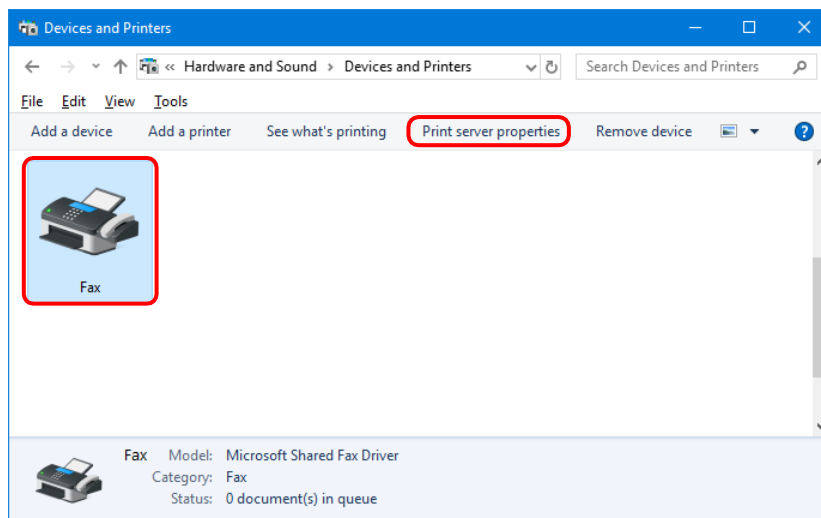 Devices and Printers
« Hardware and Sound › Devices and Printers
Search Devices and Printers
File Edit View Tools
Add a device Add a printer See what's printing Print server properties Remove device ?
Fax
Fax Model: Microsoft Shared Fax Driver
Category: Fax
Status: 0 document(s) in queue